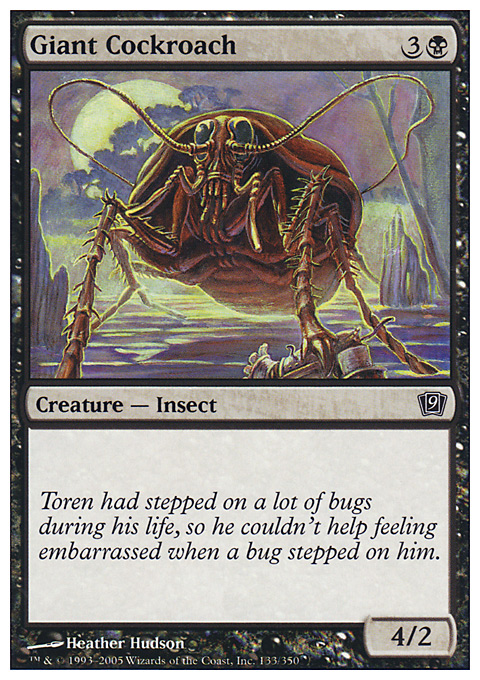 Giant Cockroach 3
Creature — Insect 9
Toren had stepped on a lot of bugs
during his life, so he couldn't help feeling
embarrassed when a bug stepped on him.
Heather Hudson
4/2
™ & © 1993–2005 Wizards of the Coast, Inc. 133/350